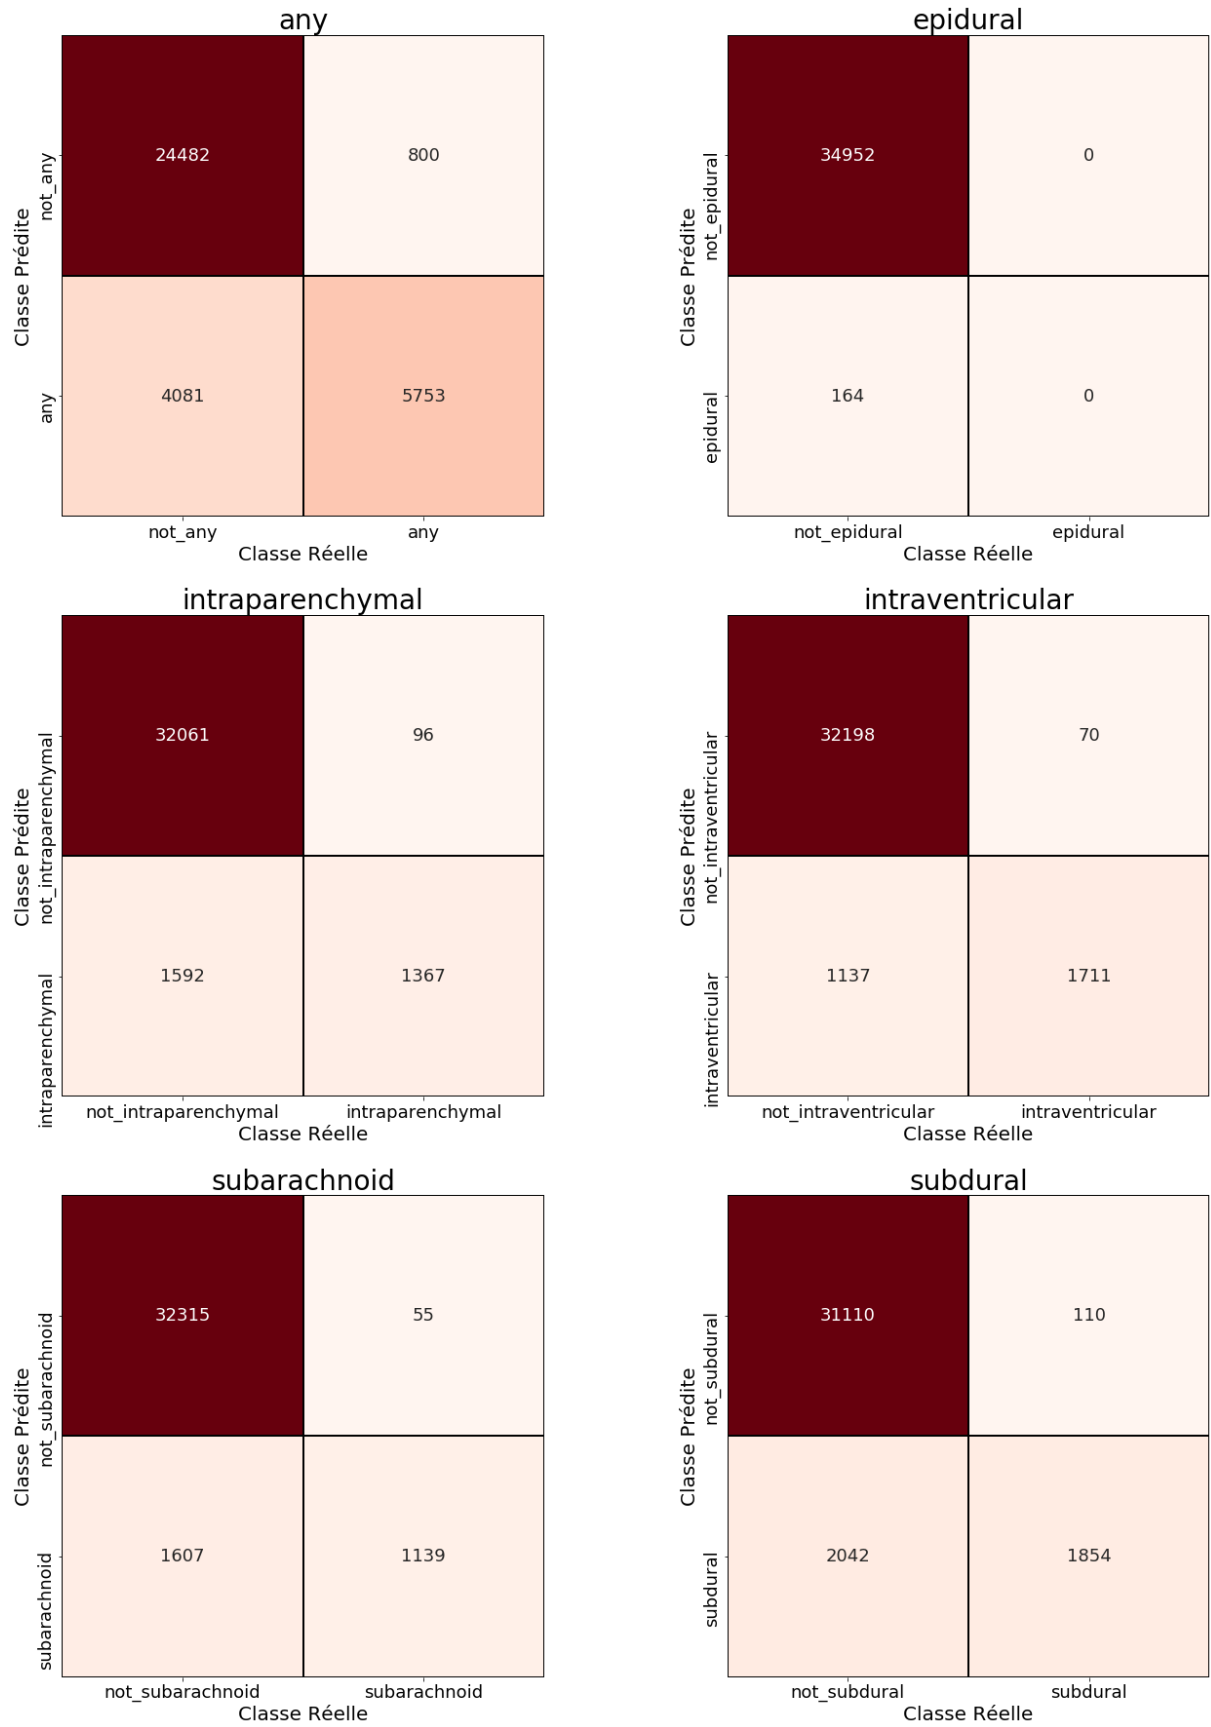 any
24482
800
4081
5753
not_any
any
Classe Prédite
not_any
any
Classe Réelle
epidural
34952
0
164
0
not_epidural
epidural
Classe Prédite
not_epidural
epidural
Classe Réelle
intraparenchymal
32061
96
1592
1367
not_intraparenchymal
intraparenchymal
Classe Prédite
not_intraparenchymal
intraparenchymal
Classe Réelle
intraventricular
32198
70
1137
1711
not_intraventricular
intraventricular
Classe Prédite
not_intraventricular
intraventricular
Classe Réelle
subarachnoid
32315
55
1607
1139
not_subarachnoid
subarachnoid
Classe Prédite
not_subarachnoid
subarachnoid
Classe Réelle
subdural
31110
110
2042
1854
not_subdural
subdural
Classe Prédite
not_subdural
subdural
Classe Réelle